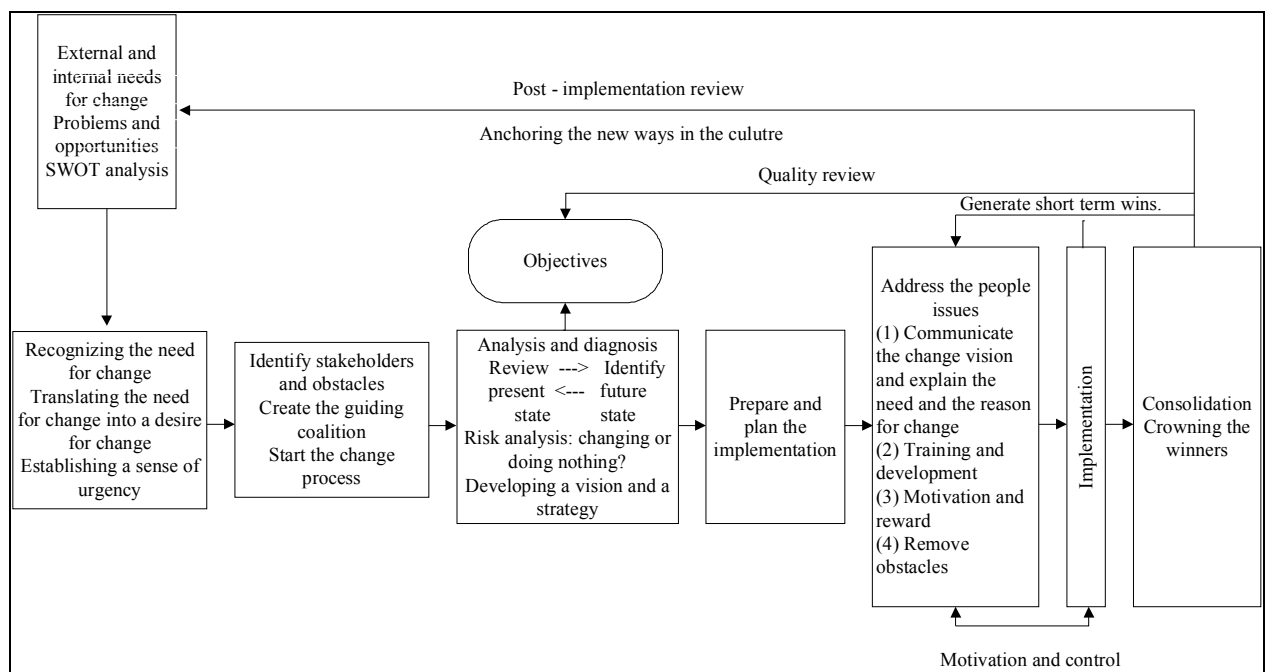 External and
internal needs
for change
Problems and
opportunities
SWOT analysis
Post - implementation review
Anchoring the new ways in the culutre
Quality review
Generate short term wins.
Objectives
Recognizing the need
for change
Translating the need
for change into a desire
for change
Establishing a sense of
urgency
Identify stakeholders
and obstacles
Create the guiding
coalition
Start the change
process
Analysis and diagnosis
Review ---> Identify
present <--- future
state state
Risk analysis: changing or
doing nothing?
Developing a vision and a
strategy
Prepare and
plan the
implementation
Address the people
issues
(1) Communicate
the change vision
and explain the
need and the reason
for change
(2) Training and
development
(3) Motivation and
reward
(4) Remove
obstacles
Implementation
Consolidation
Crowning the
winners
Motivation and control